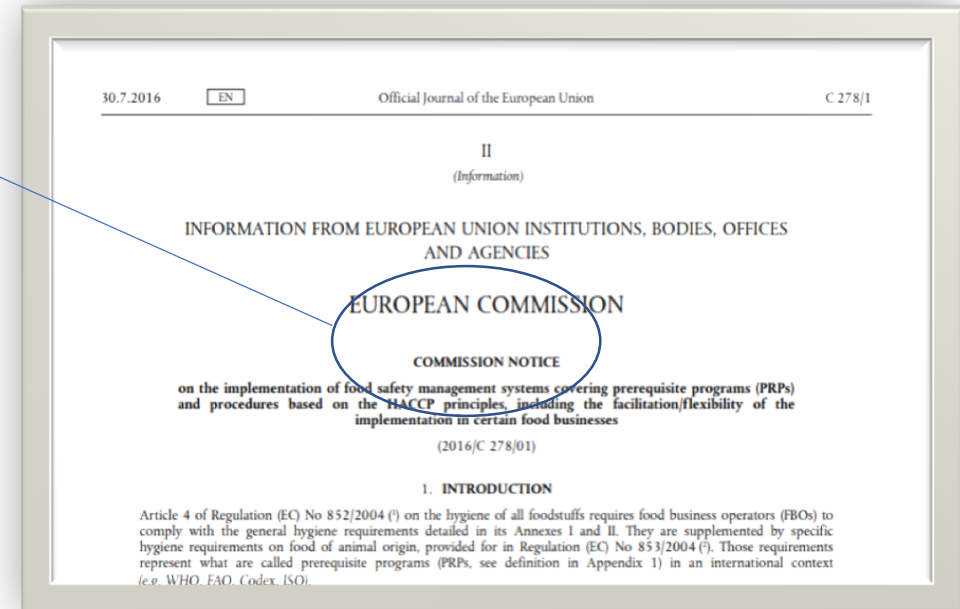 30.7.2016 EN Official Journal of the European Union C 278/1
II
(Information)
INFORMATION FROM EUROPEAN UNION INSTITUTIONS, BODIES, OFFICES
AND AGENCIES
EUROPEAN COMMISSION
COMMISSION NOTICE
on the implementation of food safety management systems covering prerequisite programs (PRPs)
and procedures based on the HACCP principles, including the facilitation/flexibility of the
implementation in certain food businesses
(2016/C 278/01)
1. INTRODUCTION
Article 4 of Regulation (EC) No 852/2004 (¹) on the hygiene of all foodstuffs requires food business operators (FBOs) to
comply with the general hygiene requirements detailed in its Annexes I and II. They are supplemented by specific
hygiene requirements on food of animal origin, provided for in Regulation (EC) No 853/2004 (²). Those requirements
represent what are called prerequisite programs (PRPs, see definition in Appendix 1) in an international context
(e.g. WHO, FAO, Codex, ISO).